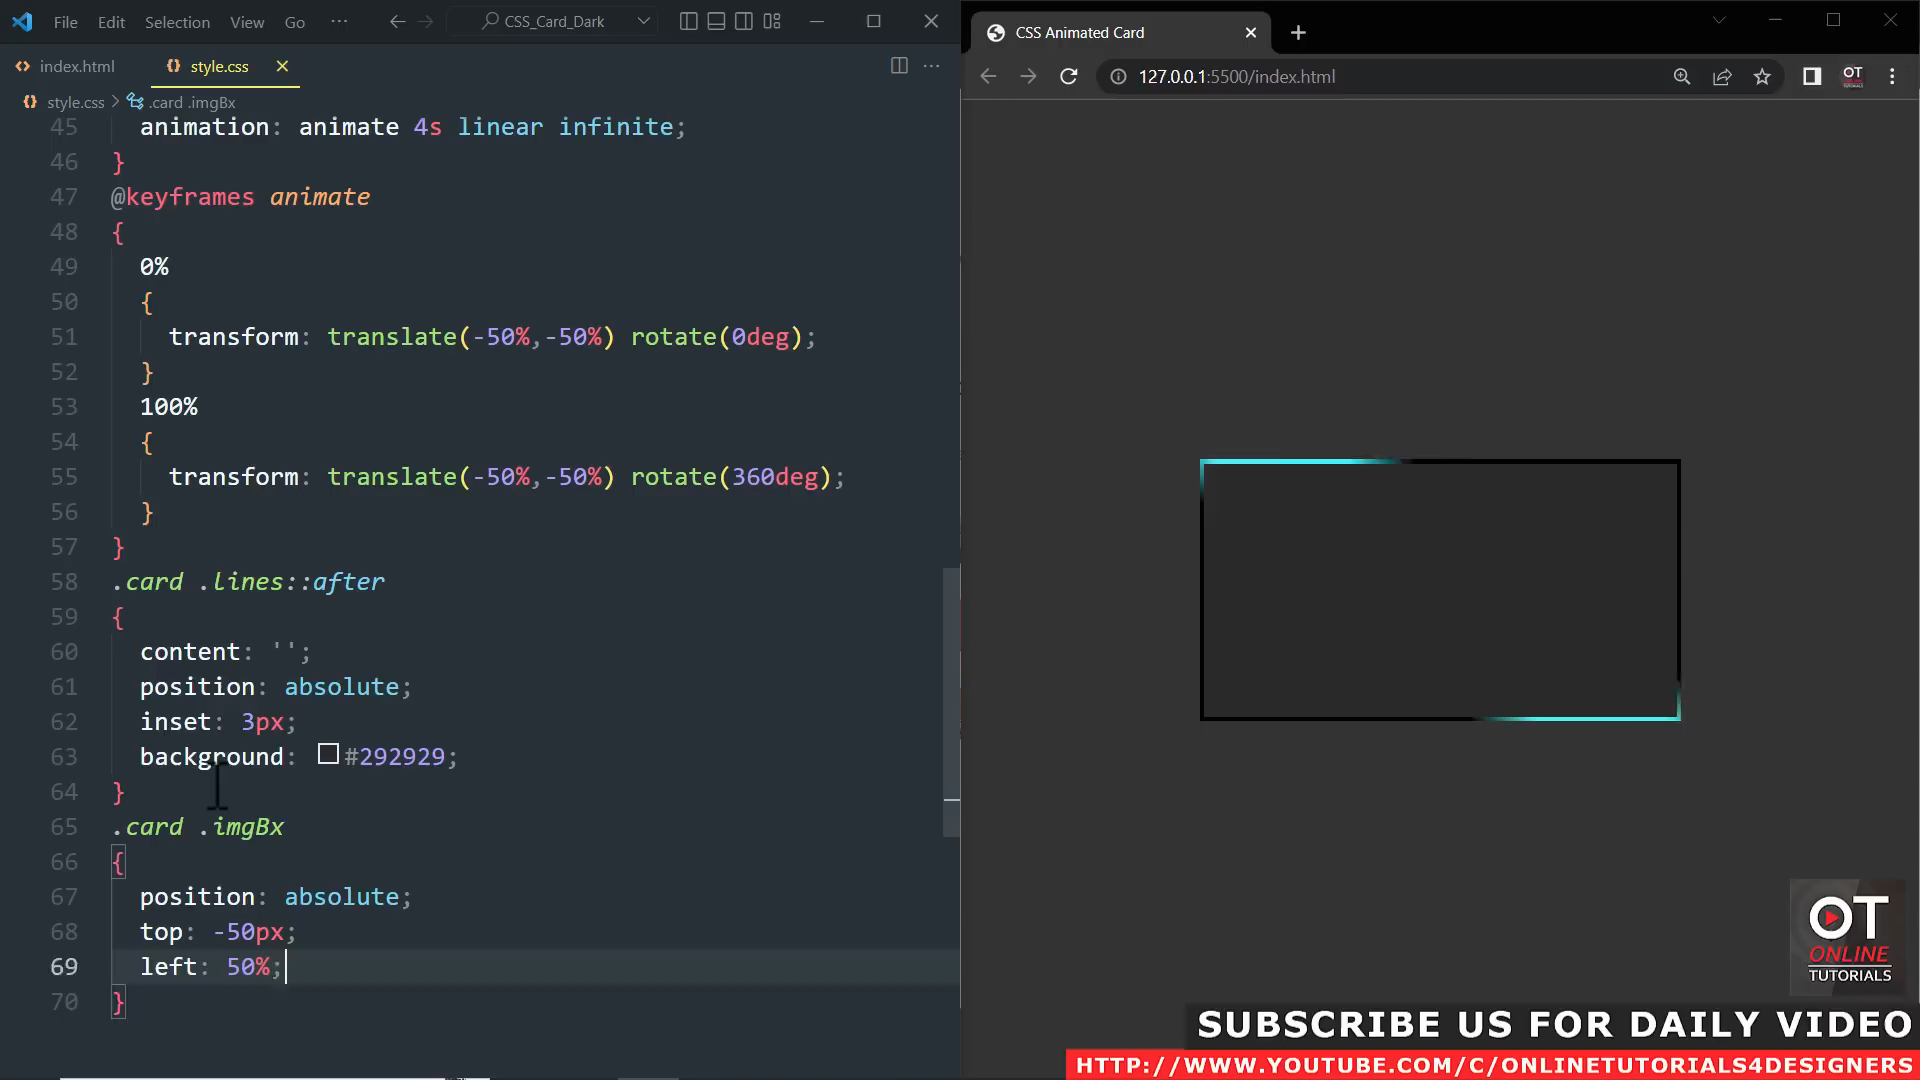 File Edit Selection View Go ··· CSS_Card_Dark
index.html style.css
style.css > .card .imgBx
45 animation: animate 4s linear infinite;
46 }
47 @keyframes animate
48 {
49 0%
50 {
51 transform: translate(-50%,-50%) rotate(0deg);
52 }
53 100%
54 {
55 transform: translate(-50%,-50%) rotate(360deg);
56 }
57 }
58 .card .lines::after
59 {
60 content: '';
61 position: absolute;
62 inset: 3px;
63 background: #292929;
64 }
65 .card .imgBx
66 {
67 position: absolute;
68 top: -50px;
69 left: 50%;
70 }
CSS Animated Card
127.0.0.1:5500/index.html
OT
OT
ONLINE
TUTORIALS
SUBSCRIBE US FOR DAILY VIDEO
HTTP://WWW.YOUTUBE.COM/C/ONLINETUTORIALS4DESIGNERS